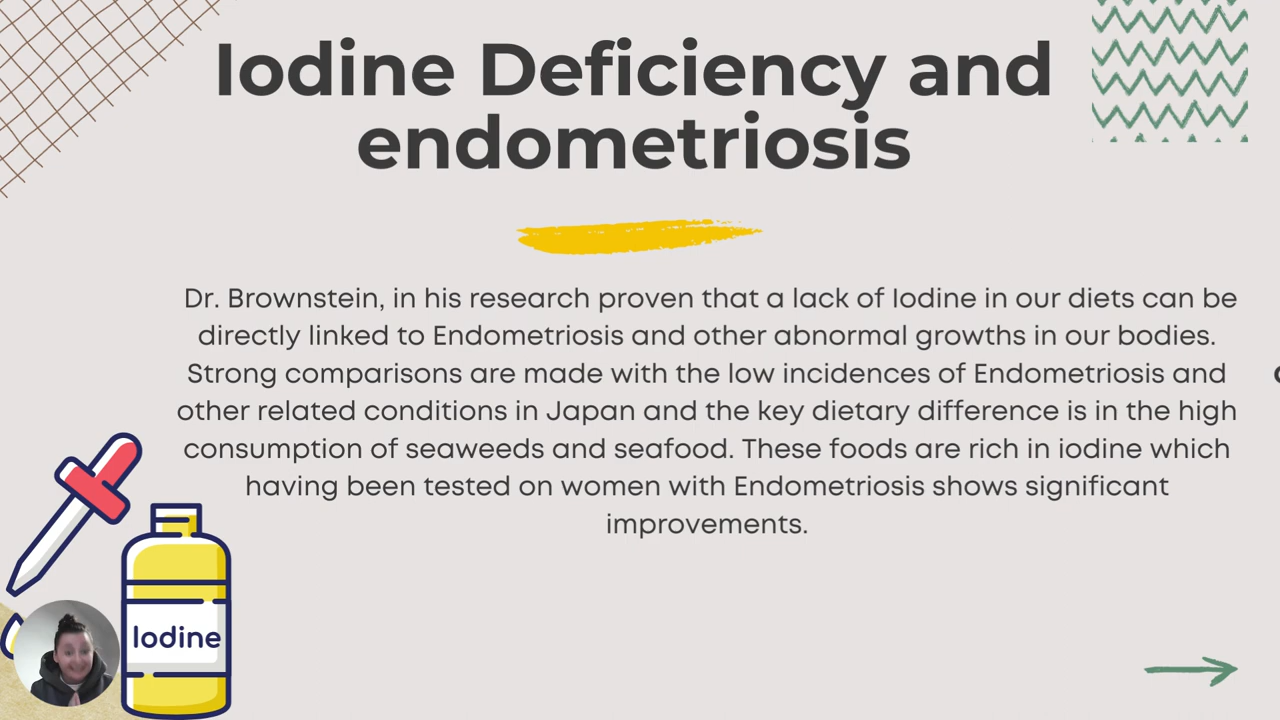 Iodine Deficiency and
endometriosis
Dr. Brownstein, in his research proven that a lack of Iodine in our diets can be
directly linked to Endometriosis and other abnormal growths in our bodies.
Strong comparisons are made with the low incidences of Endometriosis and
other related conditions in Japan and the key dietary difference is in the high
consumption of seaweeds and seafood. These foods are rich in iodine which
having been tested on women with Endometriosis shows significant
improvements.
Iodine